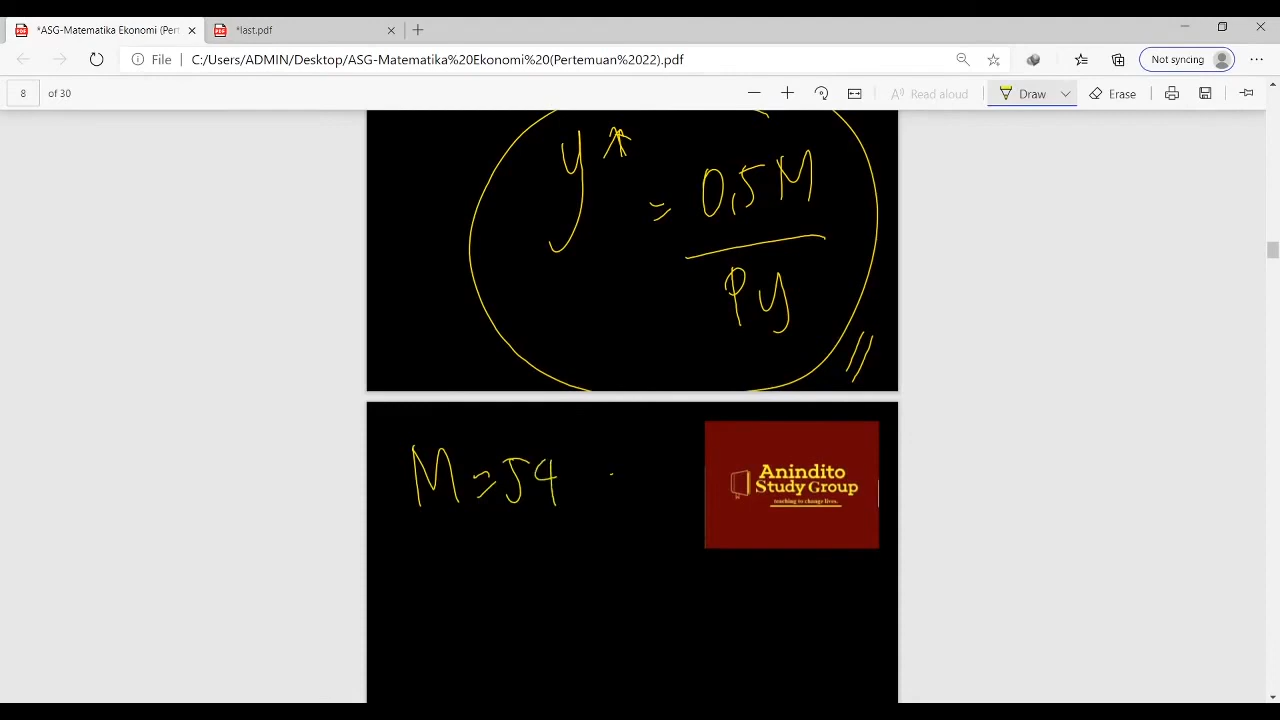 *ASG-Matematika Ekonomi (Pert
*last.pdf
File
C:/Users/ADMIN/Desktop/ASG-Matematika%20Ekonomi%20(Pertemuan%2022).pdf
Not syncing
8 of 30
Read aloud
Draw
Erase
y* = 0,5M
Py
M = 54
Anindito
Study Group
teaching to change lives.